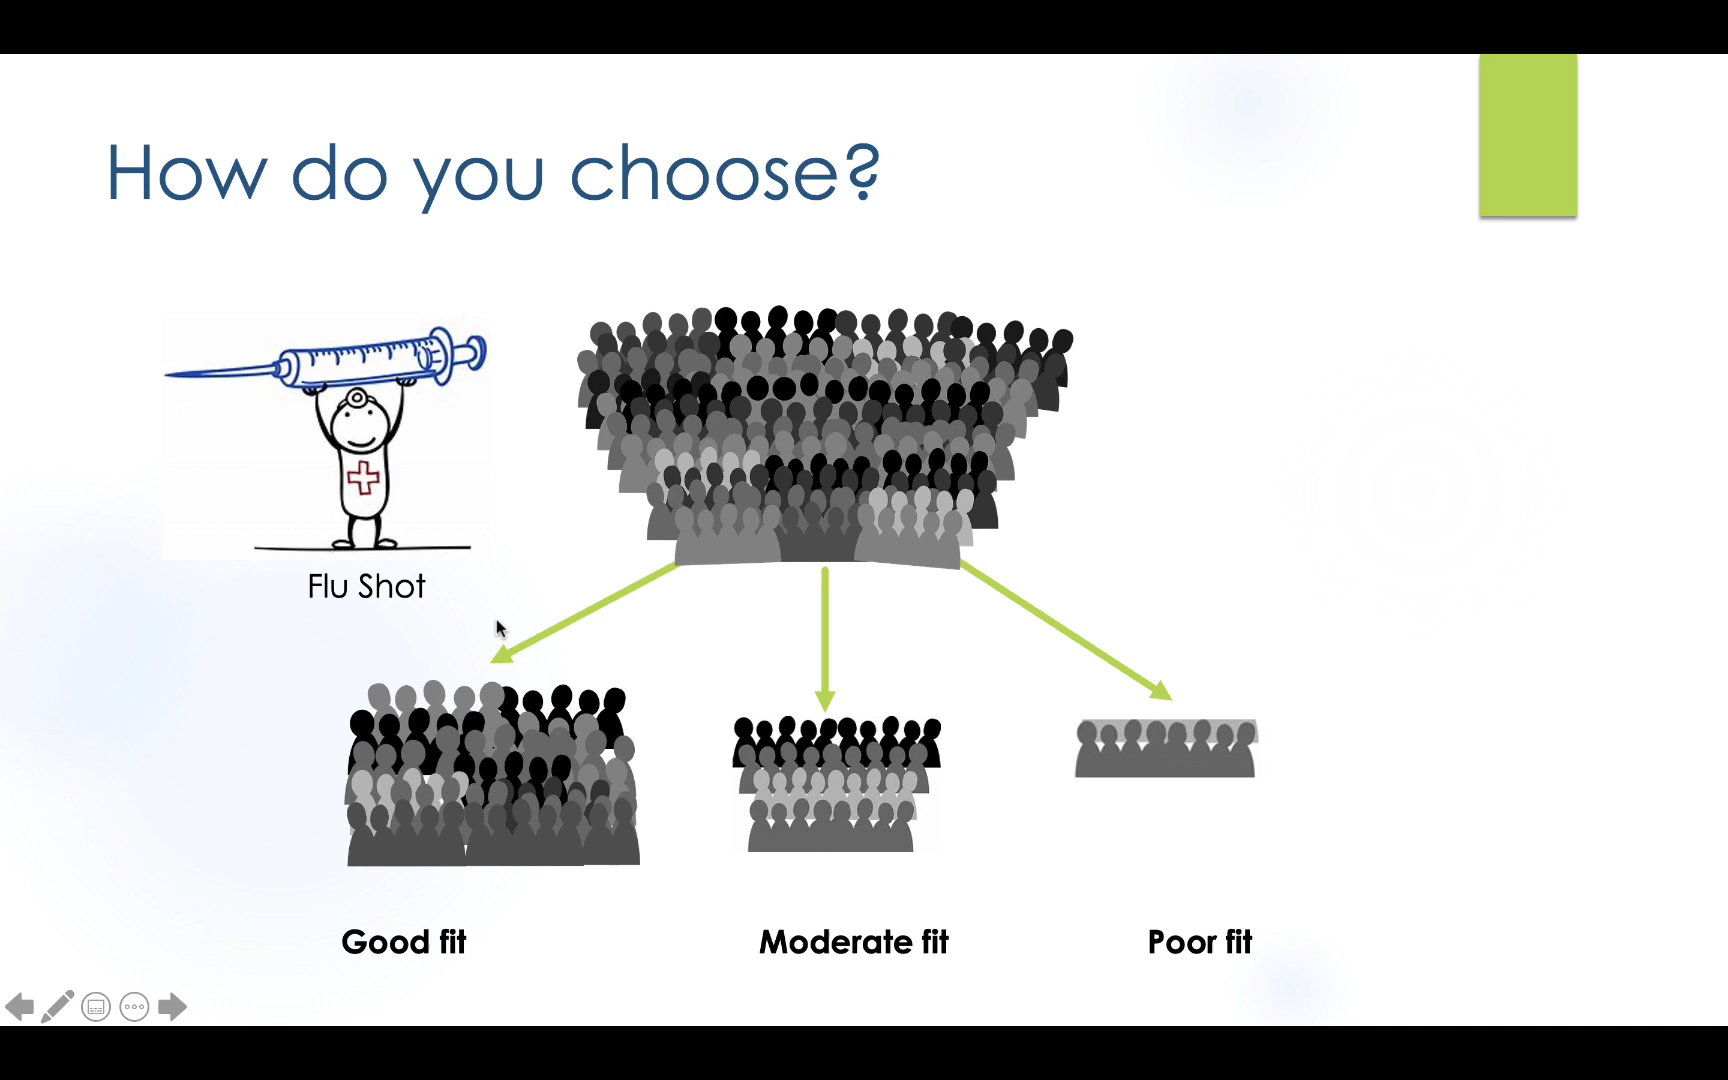 How do you choose?
Flu Shot
Good fit
Moderate fit
Poor fit